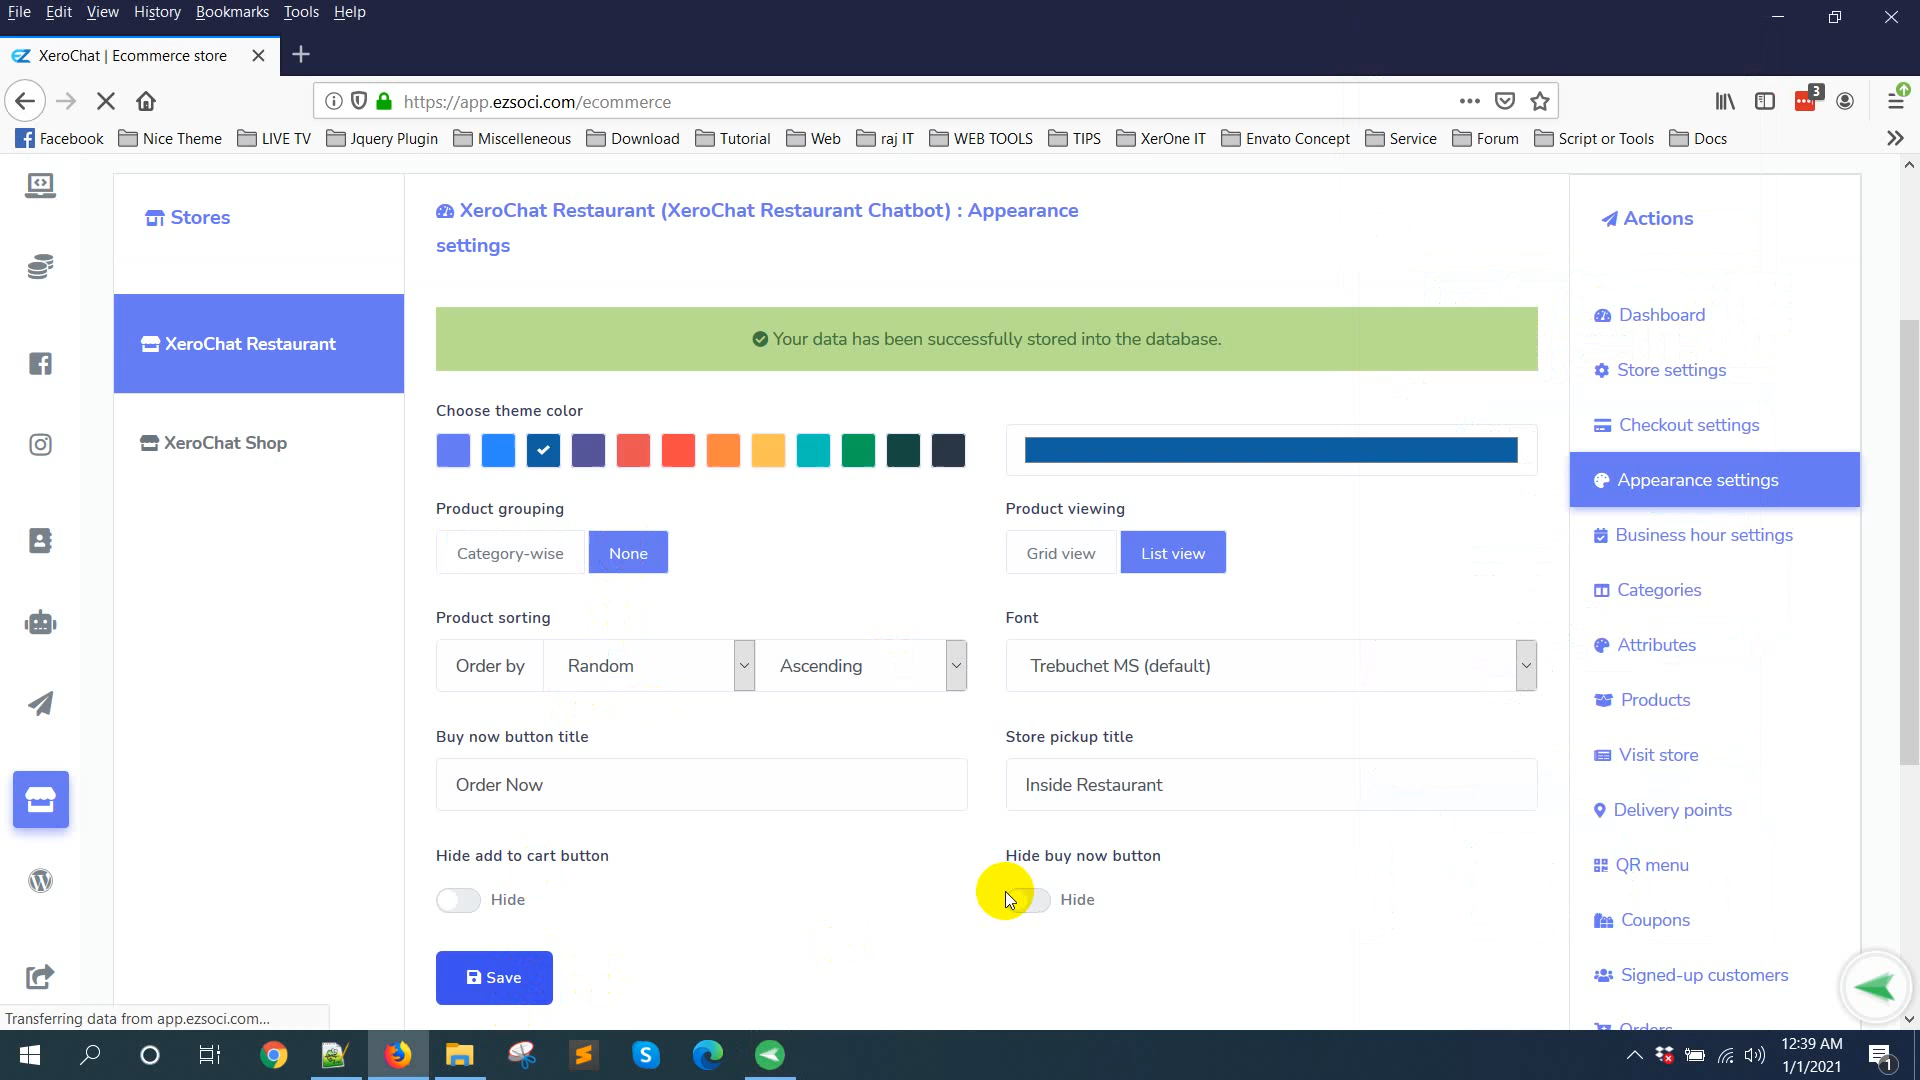 File Edit View History Bookmarks Tools Help
XeroChat | Ecommerce store
https://app.ezsoci.com/ecommerce
3
Facebook Nice Theme LIVE TV Jquery Plugin Miscelleneous Download Tutorial Web raj IT WEB TOOLS TIPS XerOne IT Envato Concept Service Forum Script or Tools Docs
Stores
XeroChat Restaurant
XeroChat Shop
XeroChat Restaurant (XeroChat Restaurant Chatbot) : Appearance
settings
Your data has been successfully stored into the database.
Choose theme color
Product grouping
Category-wise None
Product viewing
Grid view List view
Product sorting
Order by Random Ascending
Font
Trebuchet MS (default)
Buy now button title
Order Now
Store pickup title
Inside Restaurant
Hide add to cart button
Hide
Hide buy now button
Hide
Save
Actions
Dashboard
Store settings
Checkout settings
Appearance settings
Business hour settings
Categories
Attributes
Products
Visit store
Delivery points
QR menu
Coupons
Signed-up customers
Orders
Transferring data from app.ezsoci.com...
12:39 AM
1/1/2021
1